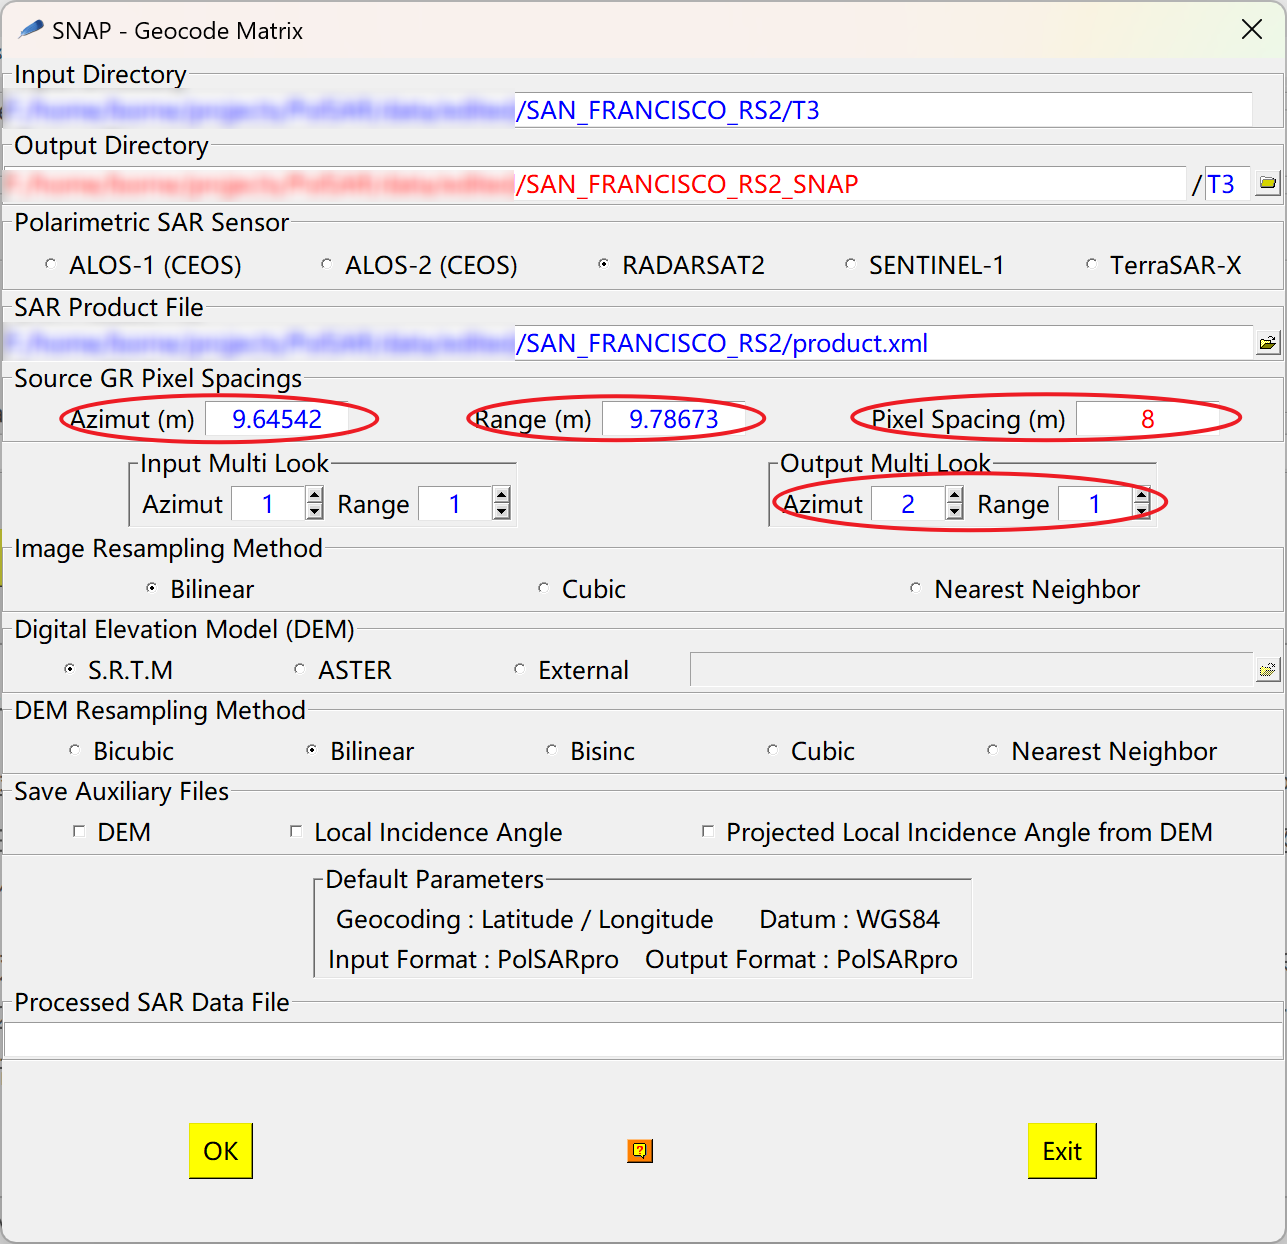 SNAP - Geocode Matrix
Input Directory
/SAN_FRANCISCO_RS2/T3
Output Directory
/SAN_FRANCISCO_RS2_SNAP / T3
Polarimetric SAR Sensor
ALOS-1 (CEOS) ALOS-2 (CEOS) RADARSAT2 SENTINEL-1 TerraSAR-X
SAR Product File
/SAN_FRANCISCO_RS2/product.xml
Source GR Pixel Spacings
Azimut (m) 9.64542 Range (m) 9.78673 Pixel Spacing (m) 8
Input Multi Look Output Multi Look
Azimut 1 Range 1 Azimut 2 Range 1
Image Resampling Method
Bilinear Cubic Nearest Neighbor
Digital Elevation Model (DEM)
S.R.T.M ASTER External
DEM Resampling Method
Bicubic Bilinear Bisinc Cubic Nearest Neighbor
Save Auxiliary Files
DEM Local Incidence Angle Projected Local Incidence Angle from DEM
Default Parameters
Geocoding : Latitude / Longitude Datum : WGS84
Input Format : PolSARpro Output Format : PolSARpro
Processed SAR Data File
OK ? Exit